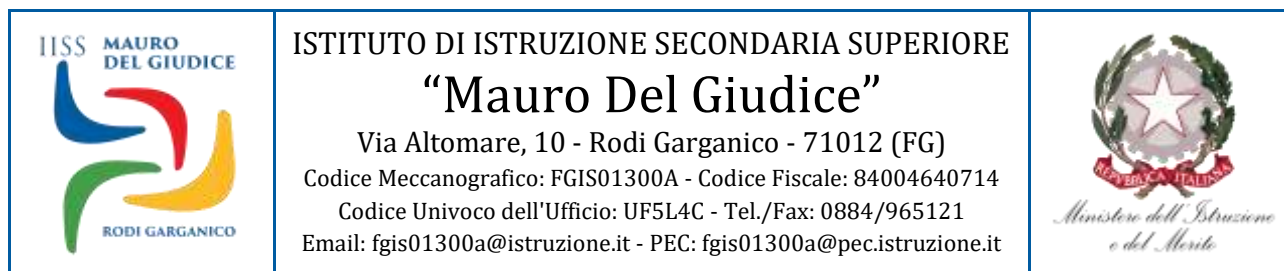 IISS MAURO
DEL GIUDICE
RODI GARGANICO
ISTITUTO DI ISTRUZIONE SECONDARIA SUPERIORE
“Mauro Del Giudice”
Via Altomare, 10 - Rodi Garganico - 71012 (FG)
Codice Meccanografico: FGIS01300A - Codice Fiscale: 84004640714
Codice Univoco dell'Ufficio: UF5L4C - Tel./Fax: 0884/965121
Email: fgis01300a@istruzione.it - PEC: fgis01300a@pec.istruzione.it
REPVBBLICA ITALIANA
Ministero dell'Istruzione
e del Merito